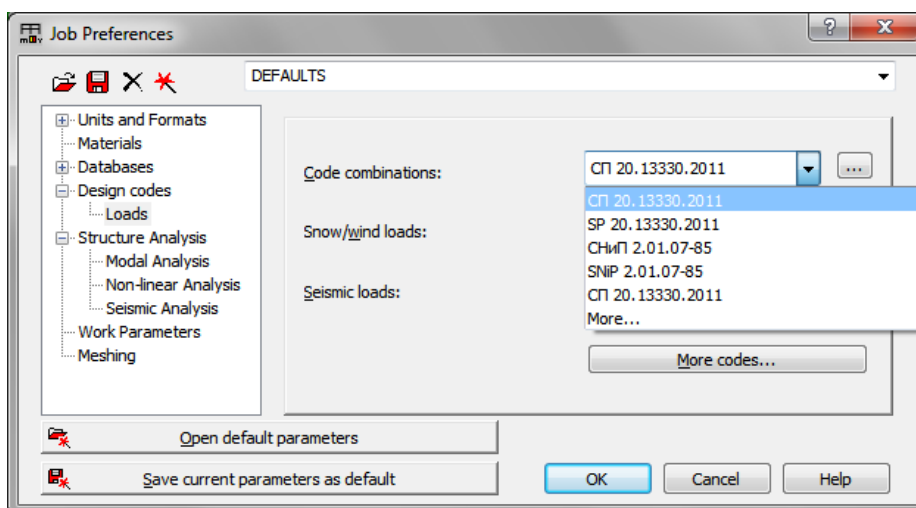 Job Preferences
DEFAULTS
Units and Formats
Materials
Databases
Design codes
Loads
Structure Analysis
Modal Analysis
Non-linear Analysis
Seismic Analysis
Work Parameters
Meshing
Code combinations:
СП 20.13330.2011
...
СП 20.13330.2011
SP 20.13330.2011
СНиП 2.01.07-85
SNiP 2.01.07-85
СП 20.13330.2011
More...
Snow/wind loads:
Seismic loads:
More codes...
Open default parameters
Save current parameters as default
OK
Cancel
Help